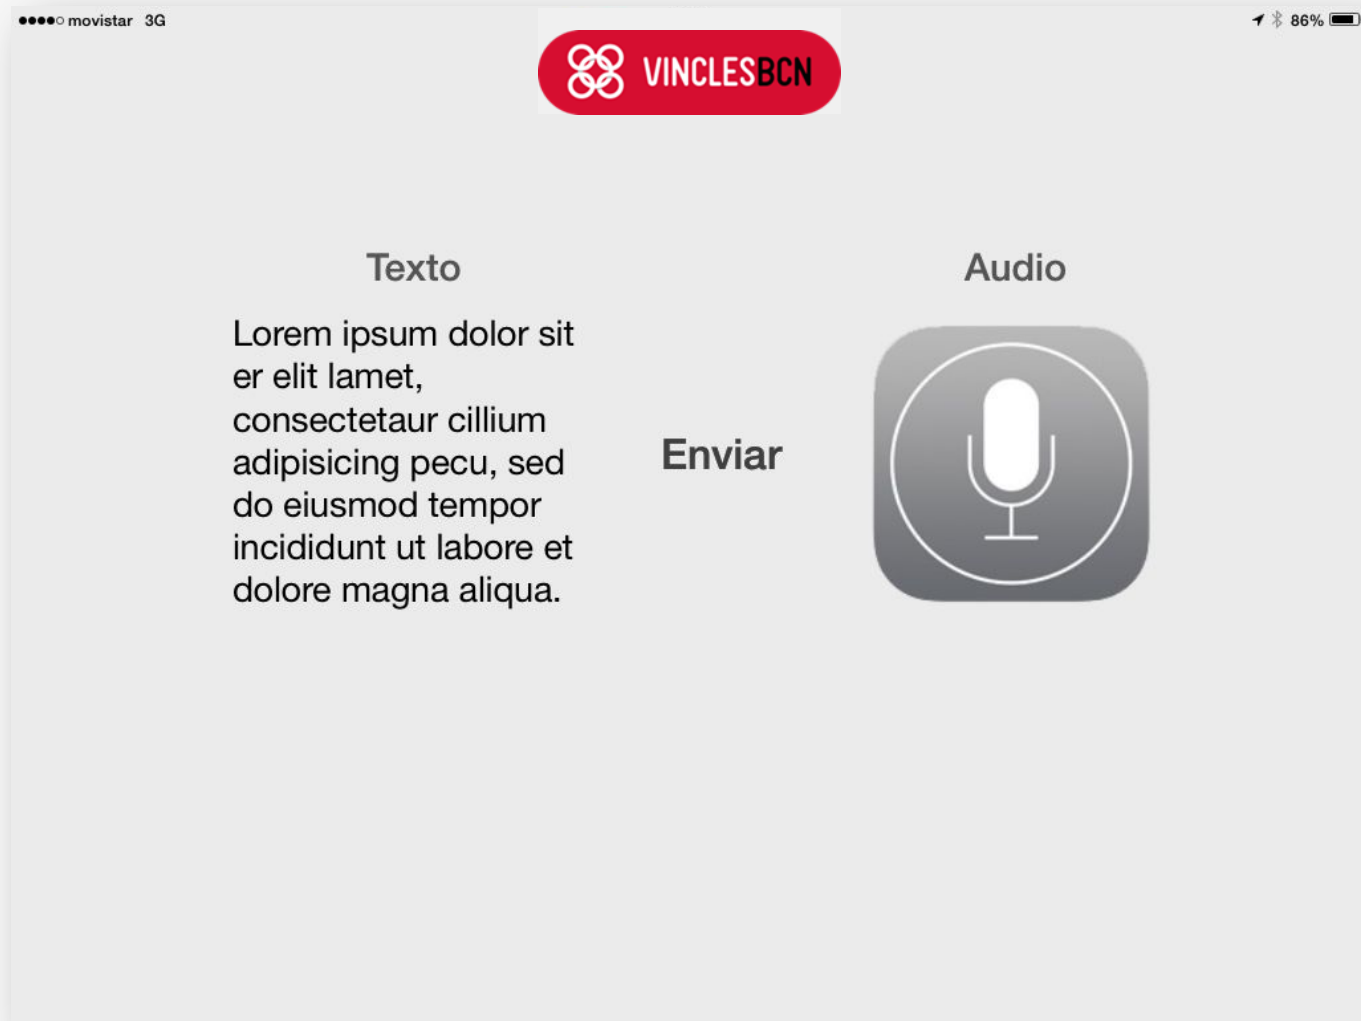 movistar 3G
86%
VINCLESBCN
Texto
Lorem ipsum dolor sit
er elit lamet,
consectetaur cillium
adipisicing pecu, sed
do eiusmod tempor
incididunt ut labore et
dolore magna aliqua.
Enviar
Audio